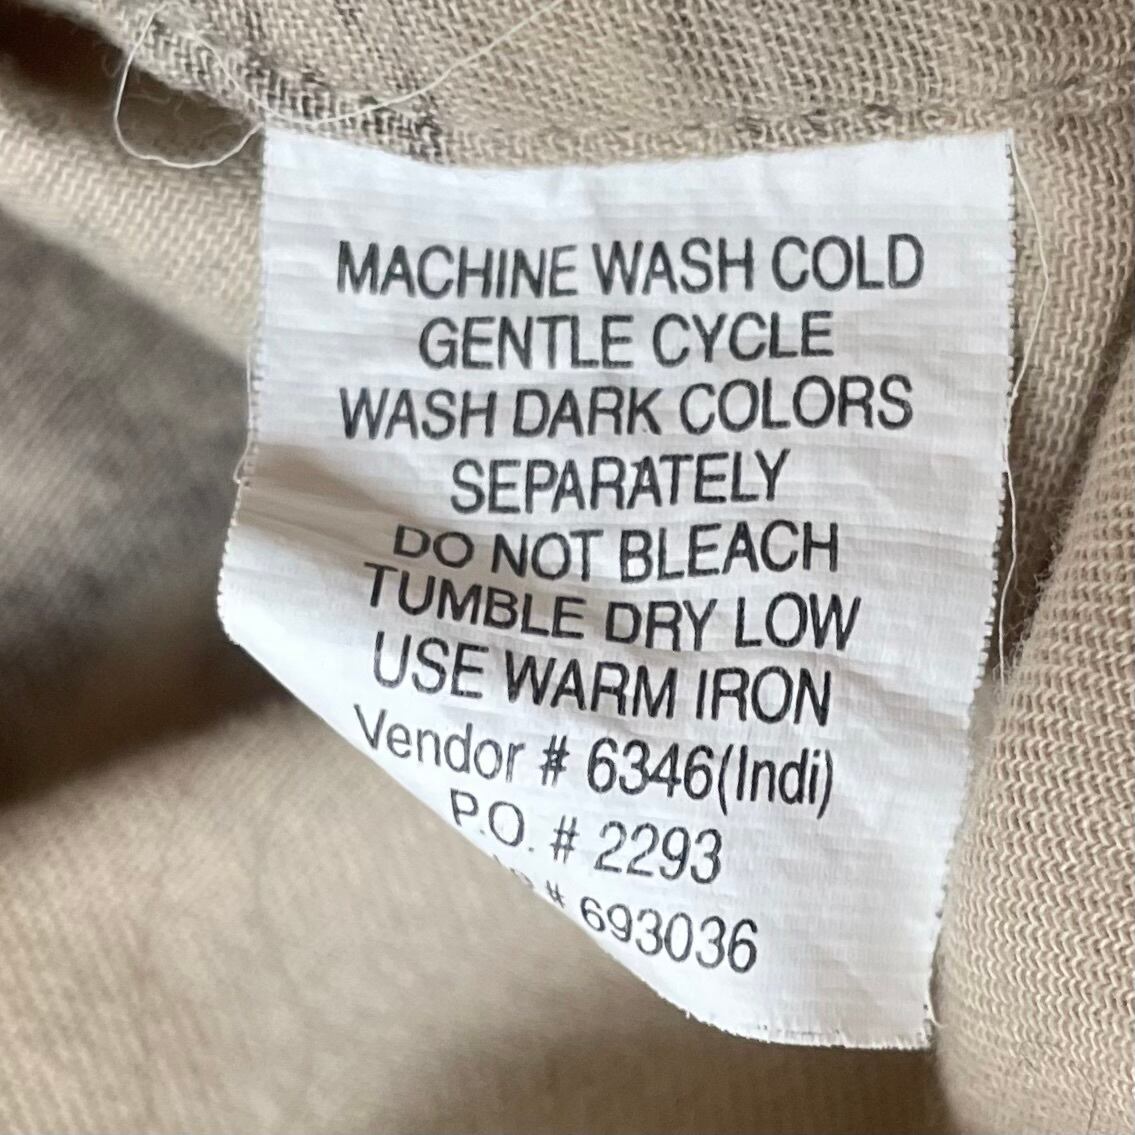 MACHINE WASH COLD
GENTLE CYCLE
WASH DARK COLORS
SEPARATELY
DO NOT BLEACH
TUMBLE DRY LOW
USE WARM IRON
Vendor # 6346(Indi)
P.O. # 2293
# 693036